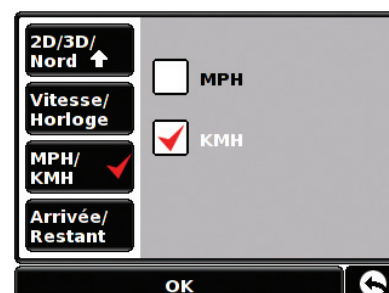 2D/3D/
Nord
Vitesse/
Horloge
MPH/
KMH
Arrivée/
Restant
MPH
KMH
OK